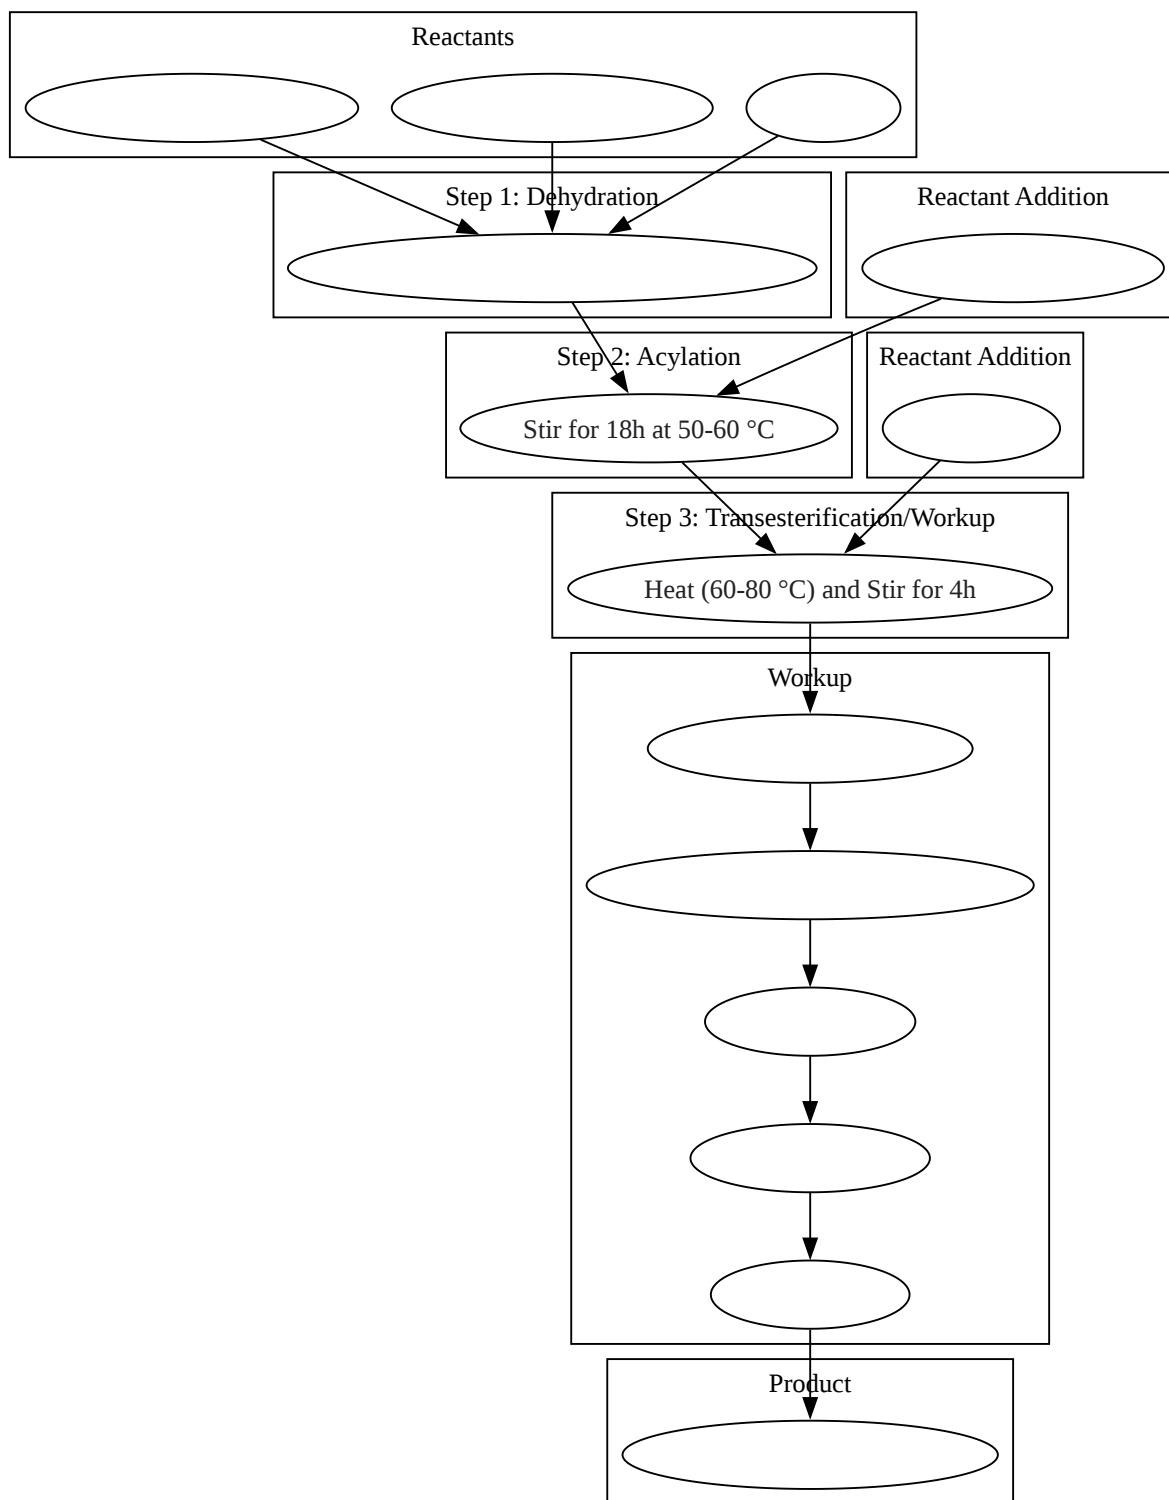 Reactants
Step 1: Dehydration
Reactant Addition
Step 2: Acylation
Reactant Addition
Stir for 18h at 50-60 °C
Step 3: Transesterification/Workup
Heat (60-80 °C) and Stir for 4h
Workup
Product